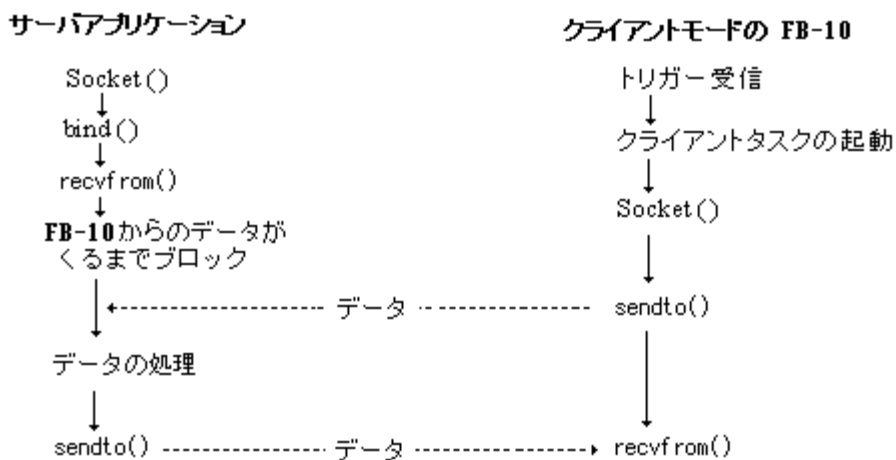 サーバアプリケーション
Socket()
bind()
recvfrom()
FB-10からのデータが
くるまでブロック
データの処理
sendto()
クライアントモードの FB-10
トリガー受信
クライアントタスクの起動
Socket()
データ
sendto()
データ
recvfrom()